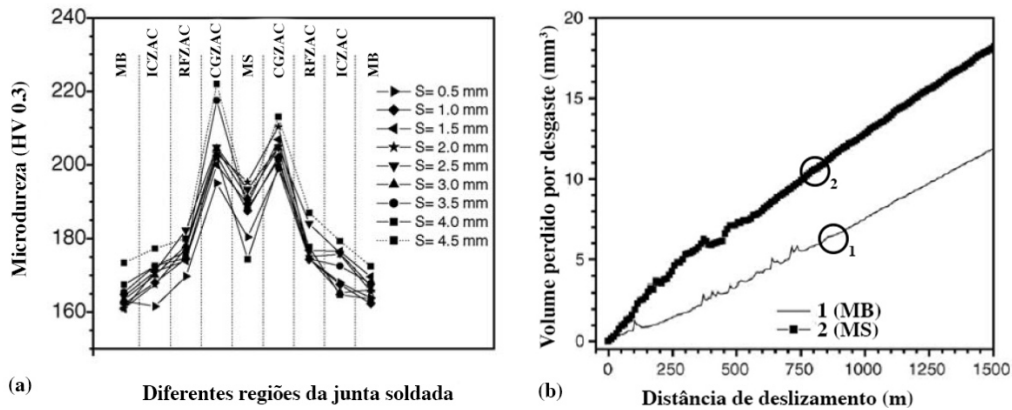 240
220
200
180
160
Microdureza (HV 0.3)
MB
ICZAC
RFZAC
CGZAC
MS
CGZAC
RFZAC
ICZAC
MB
S= 0.5 mm
S= 1.0 mm
S= 1.5 mm
S= 2.0 mm
S= 2.5 mm
S= 3.0 mm
S= 3.5 mm
S= 4.0 mm
S= 4.5 mm
(a)
Diferentes regiões da junta soldada
20
15
10
5
0
Volume perdido por desgaste (mm³)
2
1
1 (MB)
2 (MS)
0
250
500
750
1000
1250
1500
(b)
Distância de deslizamento (m)